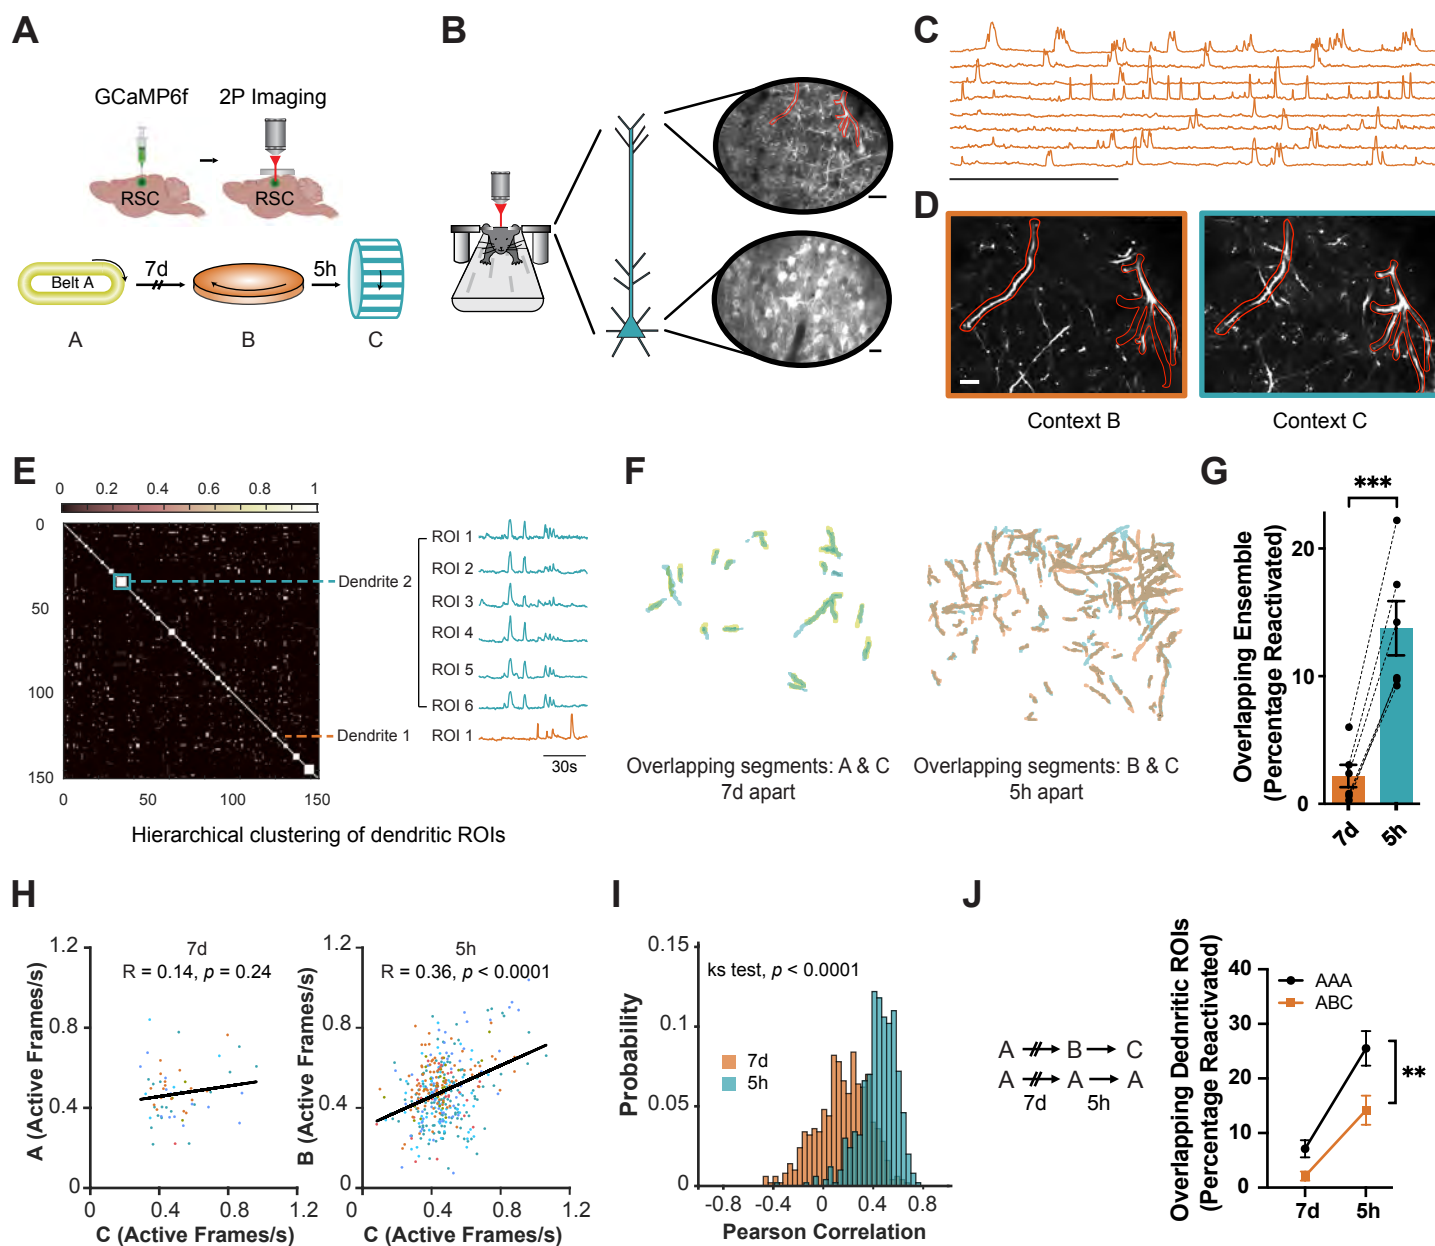 A
GCaMP6f
2P Imaging
RSC
RSC
Belt A
7d
5h
A
B
C
B
C
D
Context B
Context C
E
0 0.2 0.4 0.6 0.8 1
0
50
100
150
0 50 100 150
Dendrite 2
Dendrite 1
ROI 1
ROI 2
ROI 3
ROI 4
ROI 5
ROI 6
ROI 1
30s
Hierarchical clustering of dendritic ROIs
F
Overlapping segments: A & C
7d apart
Overlapping segments: B & C
5h apart
G
Overlapping Ensemble
(Percentage Reactivated)
***
20
10
0
7d
5h
H
7d
R = 0.14, p = 0.24
A (Active Frames/s)
1.2
0.8
0.4
0
0 0.4 0.8 1.2
C (Active Frames/s)
5h
R = 0.36, p < 0.0001
B (Active Frames/s)
1.2
0.8
0.4
0
0 0.4 0.8 1.2
C (Active Frames/s)
I
ks test, p < 0.0001
Probability
0.15
0.1
0.05
0
7d
5h
-0.8 -0.4 0 0.4 0.8
Pearson Correlation
J
A B C
A A A
7d 5h
Overlapping Dednritic ROIs
(Percentage Reactivated)
40
30
20
10
0
AAA
ABC
**
7d 5h